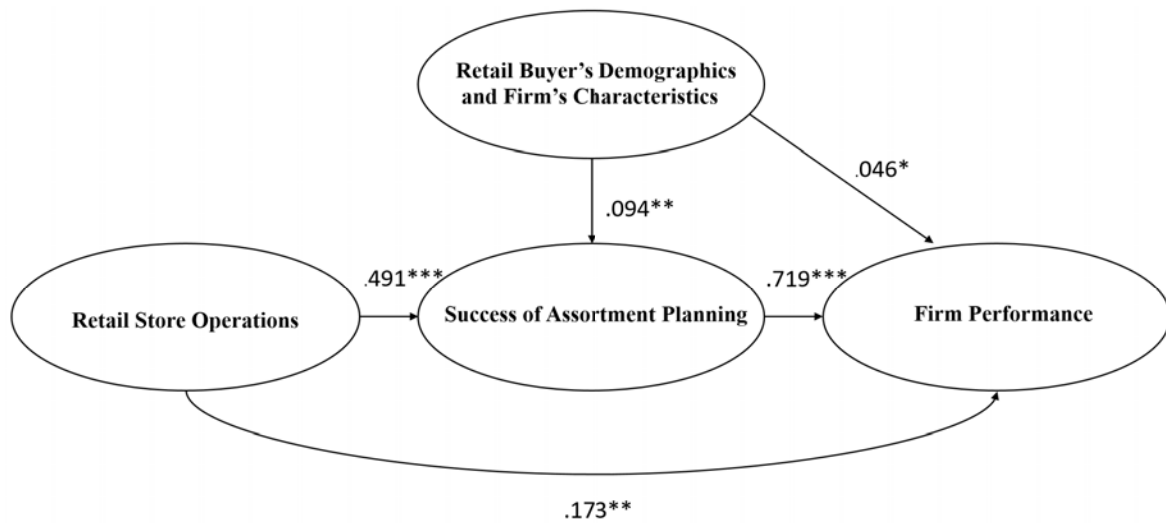 Retail Buyer's Demographics
and Firm's Characteristics
.046*
.094**
.491***
.719***
Retail Store Operations
Success of Assortment Planning
Firm Performance
.173**